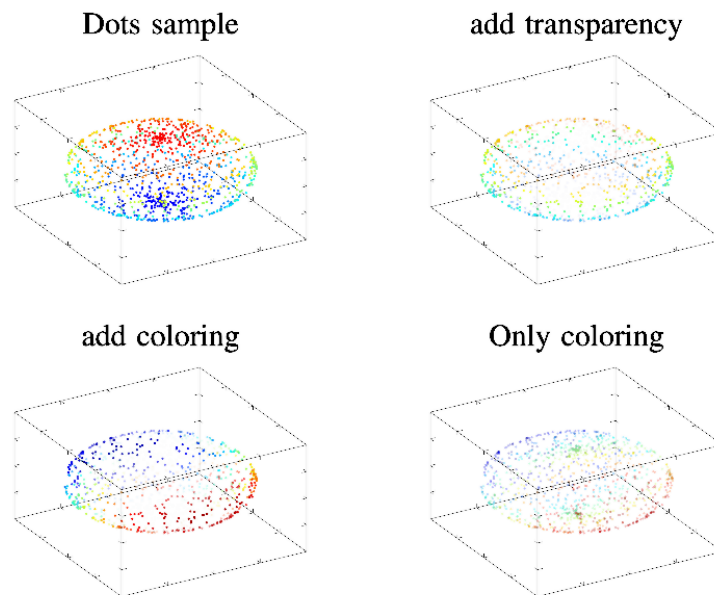 Dots sample
add transparency
add coloring
Only coloring